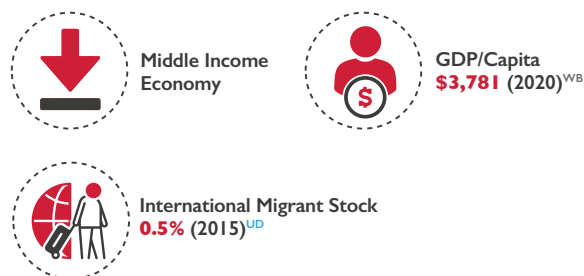 Middle Income
Economy
GDP/Capita
$3,781 (2020)WB
$
International Migrant Stock
0.5% (2015)UD